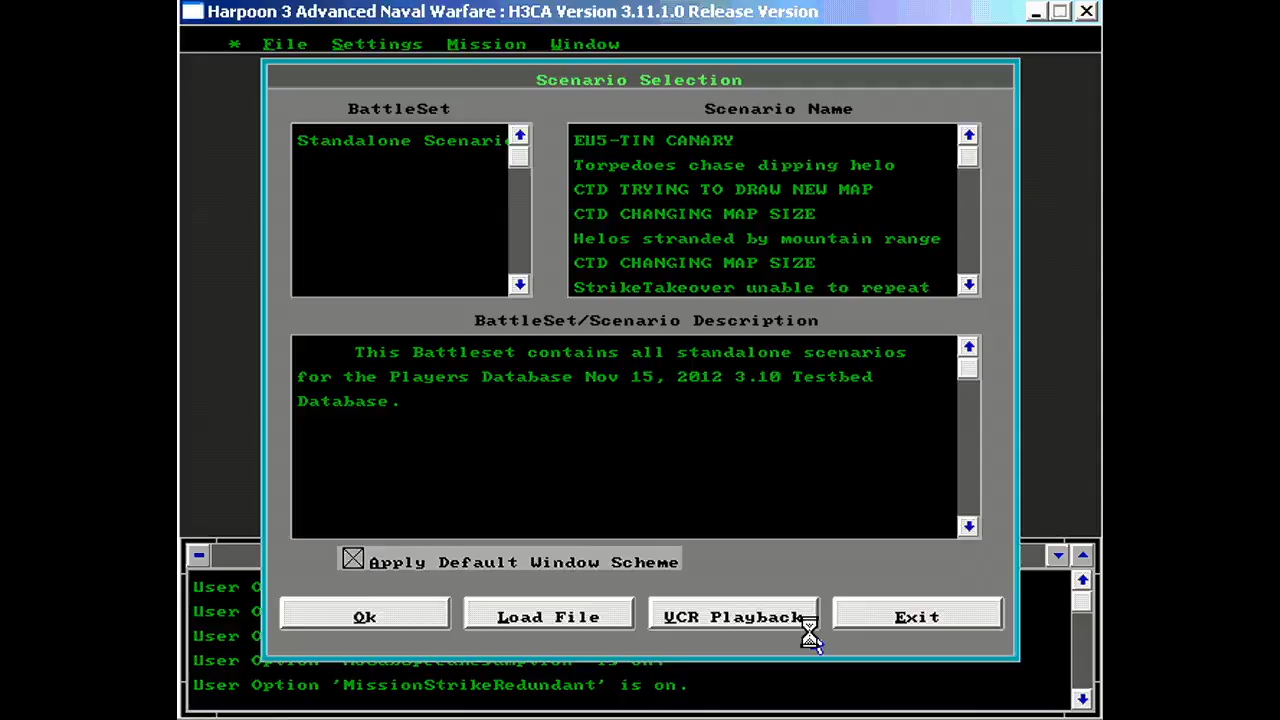 Harpoon 3 Advanced Naval Warfare : H3CA Version 3.11.1.0 Release Version
* File Settings Mission Window
Scenario Selection
BattleSet
Scenario Name
Standalone
EU5-TIN CANARY
Torpedoes chase dipping helo
CTD TRYING TO DRAW NEW MAP
CTD CHANGING MAP SIZE
Helos stranded by mountain range
CTD CHANGING MAP SIZE
StrikeTakeover unable to repeat
BattleSet/Scenario Description
This Battleset contains all standalone scenarios
for the Players Database Nov 15, 2012 3.10 Testbed
Database.
Apply Default Window Scheme
Ok
Load File
VCR Playback
Exit
User
User
User
User
User Option 'MissionStrikeRedundant' is on.